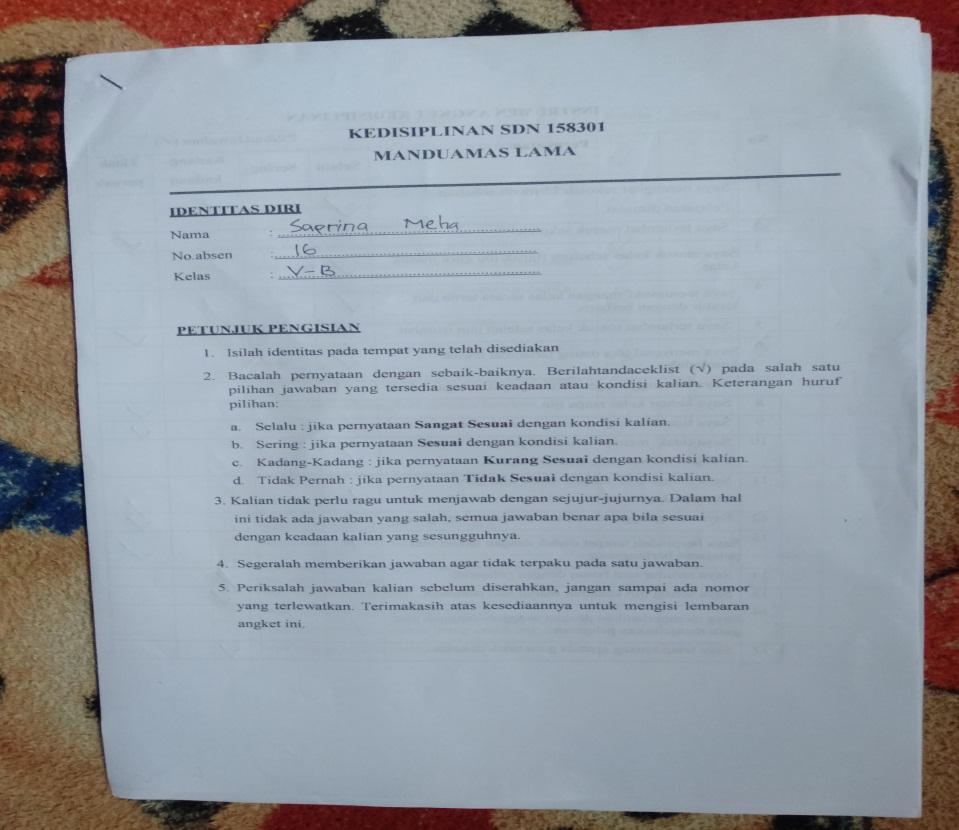 KEDISIPLINAN SDN 158301
MANDUAMAS LAMA
IDENTITAS DIRI
Nama : Saprina Meha
No.absen : 16
Kelas : V-B
PETUNJUK PENGISIAN
1. Isilah identitas pada tempat yang telah disediakan
2. Bacalah pernyataan dengan sebaik-baiknya. Berilahtandaceklist (√) pada salah satu
pilihan jawaban yang tersedia sesuai keadaan atau kondisi kalian. Keterangan huruf
pilihan:
a. Selalu : jika pernyataan Sangat Sesuai dengan kondisi kalian.
b. Sering : jika pernyataan Sesuai dengan kondisi kalian.
c. Kadang-Kadang : jika pernyataan Kurang Sesuai dengan kondisi kalian.
d. Tidak Pernah : jika pernyataan Tidak Sesuai dengan kondisi kalian.
3. Kalian tidak perlu ragu untuk menjawab dengan sejujur-jujurnya. Dalam hal
ini tidak ada jawaban yang salah, semua jawaban benar apa bila sesuai
dengan keadaan kalian yang sesungguhnya.
4. Segeralah memberikan jawaban agar tidak terpaku pada satu jawaban.
5. Periksalah jawaban kalian sebelum diserahkan, jangan sampai ada nomor
yang terlewatkan. Terimakasih atas kesediaannya untuk mengisi lembaran
angket ini.